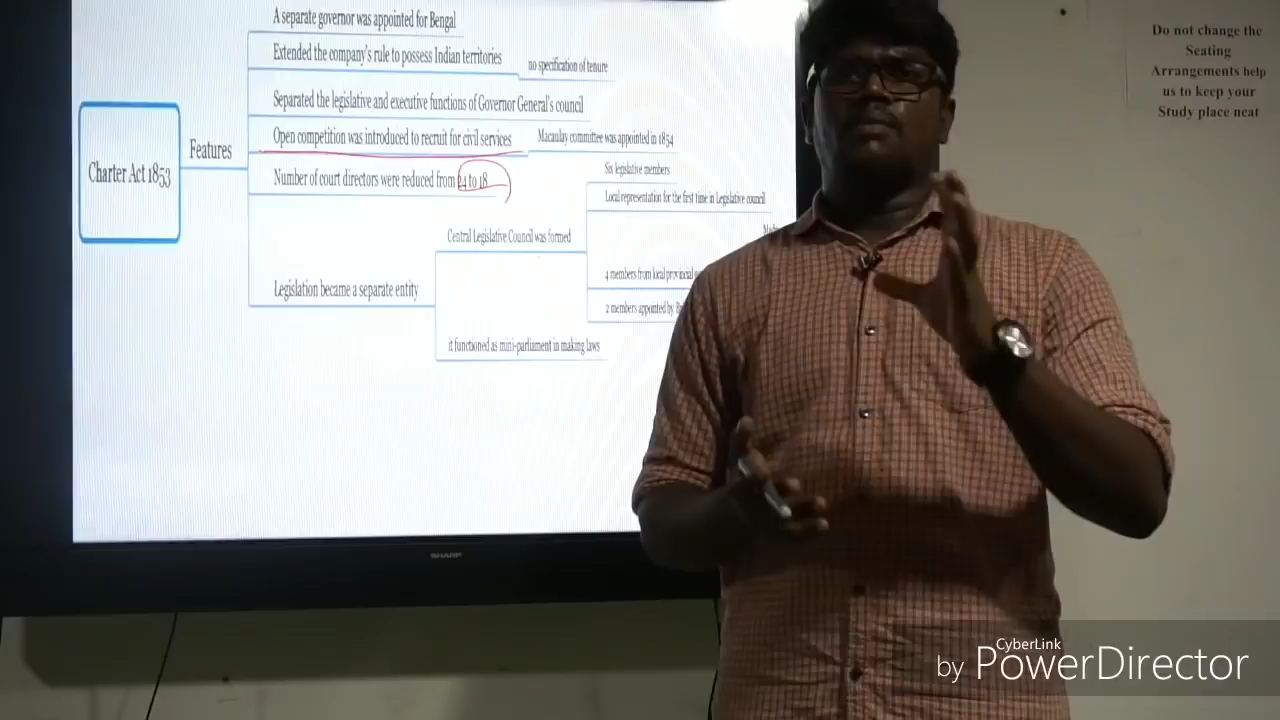 A separate governor was appointed for Bengal
Extended the company's rule to possess Indian territories
no specification of tenure
Separated the legislative and executive functions of Governor General's council
Open competition was introduced to recruit for civil services
Macaulay committee was appointed in 1854
Charter Act 1853
Features
Number of court directors were reduced from 24 to 18
Six legislative members
Local representation for the first time in Legislative council
Central Legislative Council was formed
4 members from local provincial
Legislation became a separate entity
2 members appointed by
it functioned as mini-parliament in making laws
SHARP
Do not change the
Seating
Arrangements help
us to keep your
Study place neat
CyberLink
by PowerDirector